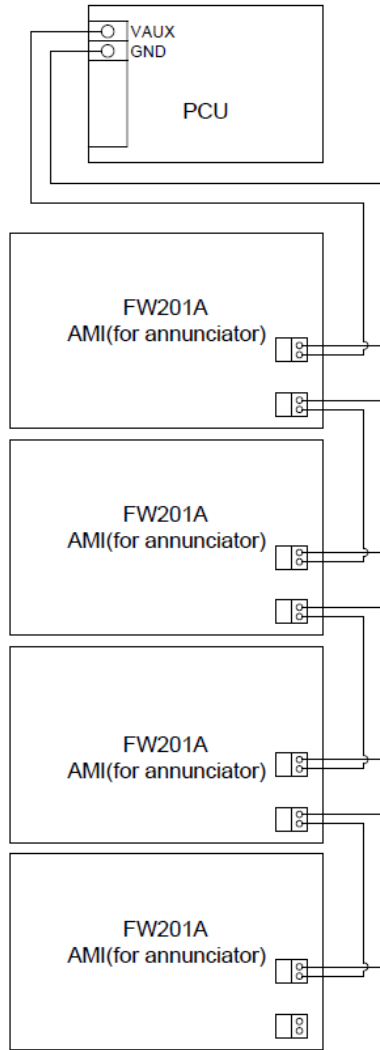 VAUX
GND
PCU
FW201A
AMI(for annunciator)
FW201A
AMI(for annunciator)
FW201A
AMI(for annunciator)
FW201A
AMI(for annunciator)